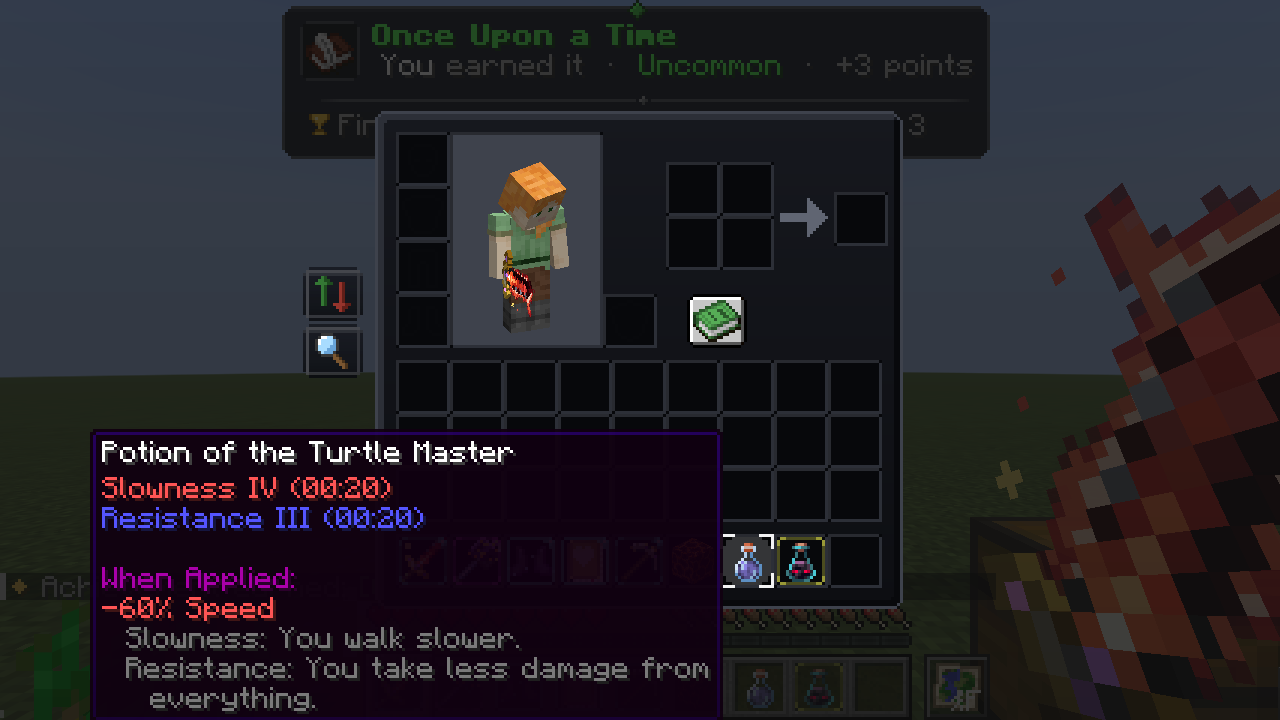 Once Upon a Time
You earned it · Uncommon · +3 points
3
Potion of the Turtle Master
Slowness IV (00:20)
Resistance III (00:20)
When Applied:
-60% Speed
Slowness: You walk slower.
Resistance: You take less damage from
everything.